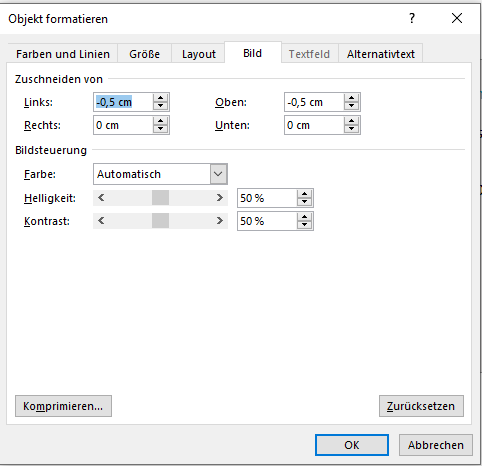 Objekt formatieren ? ×
Farben und Linien Größe Layout Bild Textfeld Alternativtext
Zuschneiden von
Links: -0,5 cm Oben: -0,5 cm
Rechts: 0 cm Unten: 0 cm
Bildsteuerung
Farbe: Automatisch
Helligkeit: 50 %
Kontrast: 50 %
Komprimieren... Zurücksetzen
OK Abbrechen